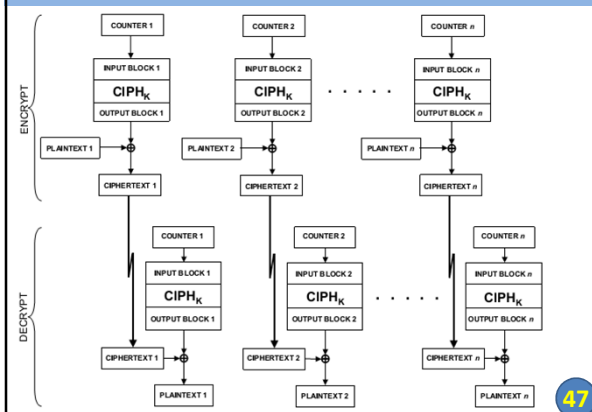 COUNTER 1 COUNTER 2 COUNTER n
INPUT BLOCK 1 INPUT BLOCK 2 INPUT BLOCK n
CIPHK CIPHK . . . . . CIPHK
OUTPUT BLOCK 1 OUTPUT BLOCK 2 OUTPUT BLOCK n
ENCRYPT
PLAINTEXT 1 PLAINTEXT 2 PLAINTEXT n
CIPHERTEXT 1 CIPHERTEXT 2 CIPHERTEXT n
COUNTER 1 COUNTER 2 COUNTER n
INPUT BLOCK 1 INPUT BLOCK 2 INPUT BLOCK n
CIPHK CIPHK . . . . . CIPHK
OUTPUT BLOCK 1 OUTPUT BLOCK 2 OUTPUT BLOCK n
DECRYPT
CIPHERTEXT 1 CIPHERTEXT 2 CIPHERTEXT n
PLAINTEXT 1 PLAINTEXT 2 PLAINTEXT n
47